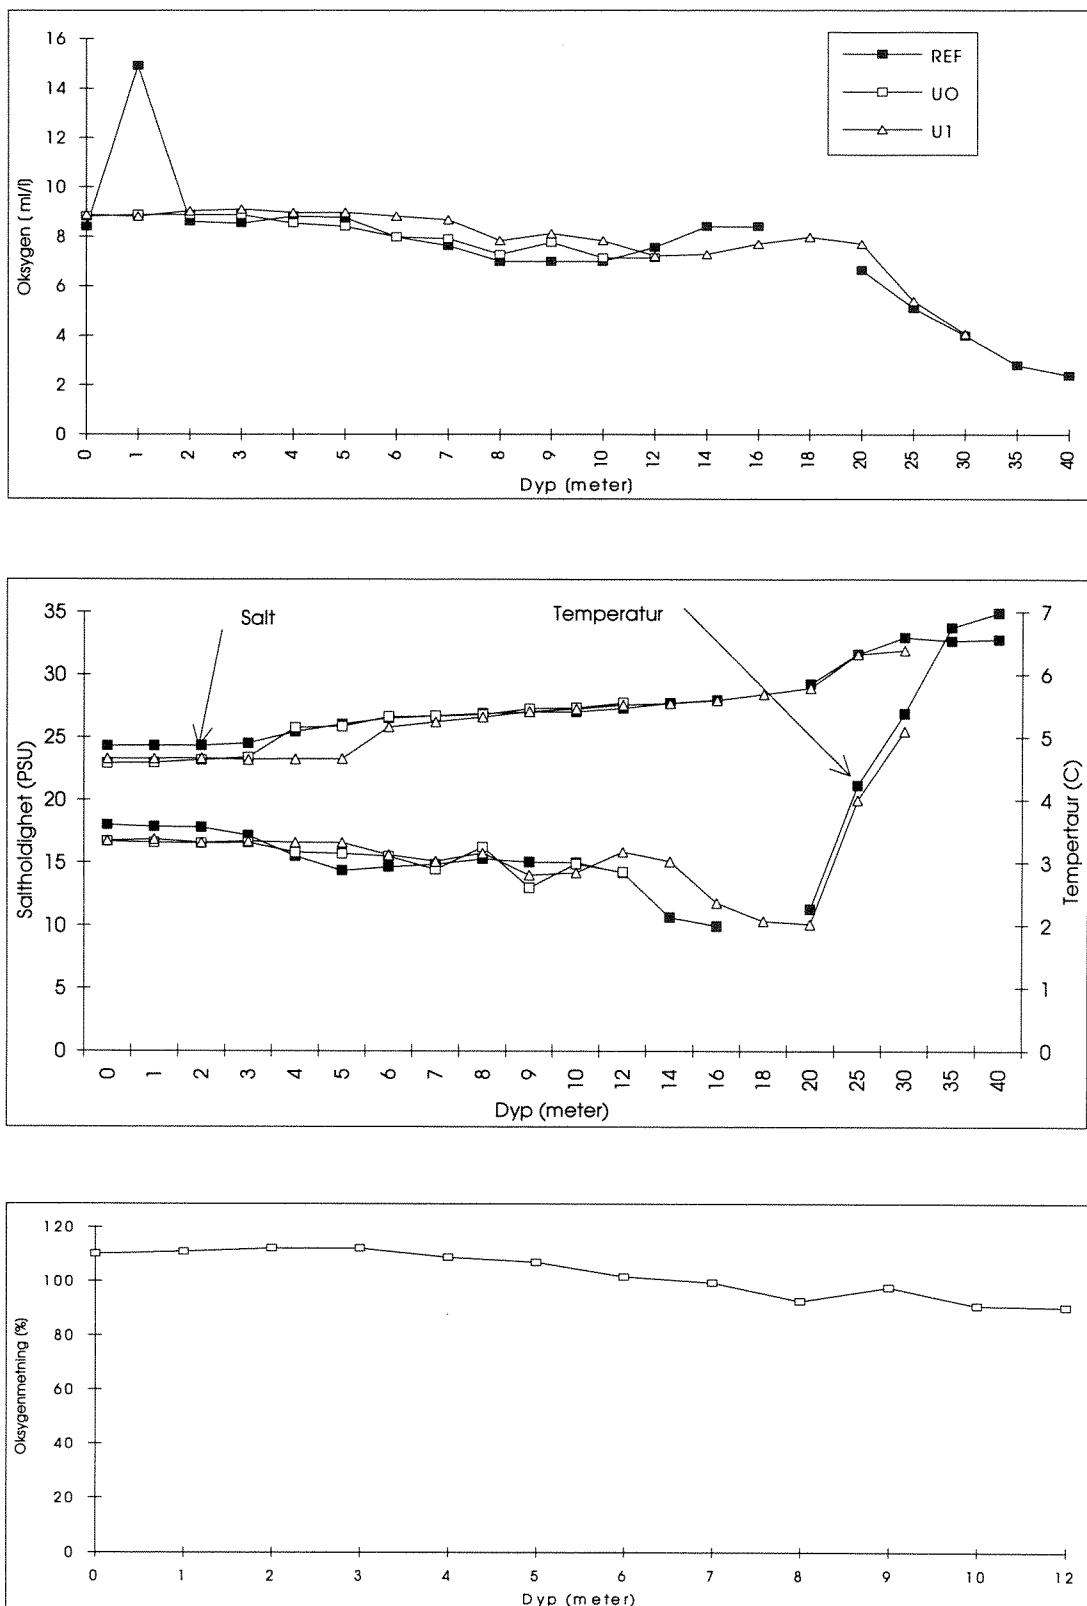 16
14
12
10
8
6
4
2
0
Oksygen (ml/l)
REF
U0
U1
0 1 2 3 4 5 6 7 8 9 10 12 14 16 18 20 25 30 35 40
Dyp (meter)
35
30
25
20
15
10
5
0
Saltholdighet (PSU)
Salt
Temperatur
7
6
5
4
3
2
1
0
Tempertaur (C)
0 1 2 3 4 5 6 7 8 9 10 12 14 16 18 20 25 30 35 40
Dyp (meter)
120
100
80
60
40
20
0
Oksygenmetning (%)
0 1 2 3 4 5 6 7 8 9 10 12
Dyp (meter)